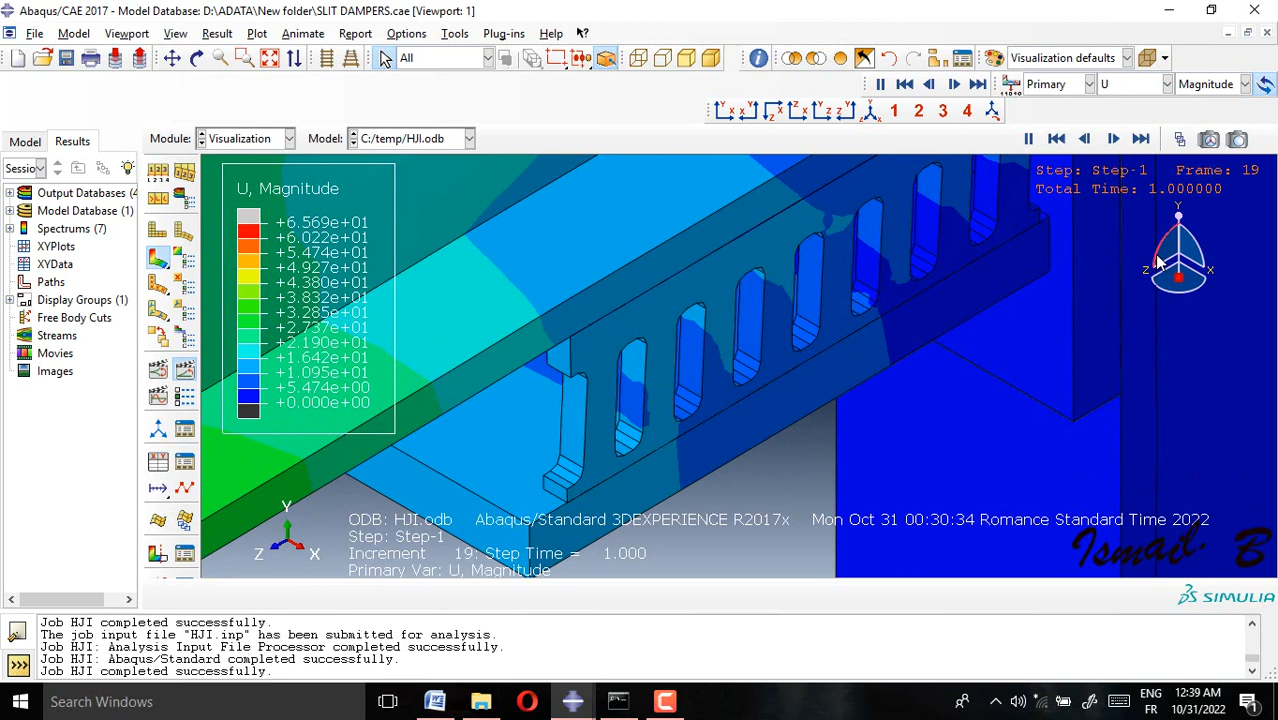 Abaqus/CAE 2017 - Model Database: D:\ADATA\New folder\SLIT DAMPERS.cae [Viewport: 1]
File Model Viewport View Result Plot Animate Report Options Tools Plug-ins Help
All
Visualization defaults
Primary U Magnitude
1 2 3 4
Model Results
Module: Visualization Model: C:/temp/HJI.odb
Sessio
Output Databases (4
Model Database (1)
Spectrums (7)
XYPlots
XYData
Paths
Display Groups (1)
Free Body Cuts
Streams
Movies
Images
U, Magnitude
+6.569e+01
+6.022e+01
+5.474e+01
+4.927e+01
+4.380e+01
+3.832e+01
+3.285e+01
+2.737e+01
+2.190e+01
+1.642e+01
+1.095e+01
+5.474e+00
+0.000e+00
Step: Step-1 Frame: 19
Total Time: 1.000000
Y
Z X
Y
Z X
ODB: HJI.odb Abaqus/Standard 3DEXPERIENCE R2017x Mon Oct 31 00:30:34 Romance Standard Time 2022
Step: Step-1
Increment 19: Step Time = 1.000
Primary Var: U, Magnitude
Ismail. B
SIMULIA
Job HJI completed successfully.
The job input file "HJI.inp" has been submitted for analysis.
Job HJI: Analysis Input File Processor completed successfully.
Job HJI: Abaqus/Standard completed successfully.
Job HJI completed successfully.
Search Windows
ENG
FR
12:39 AM
10/31/2022